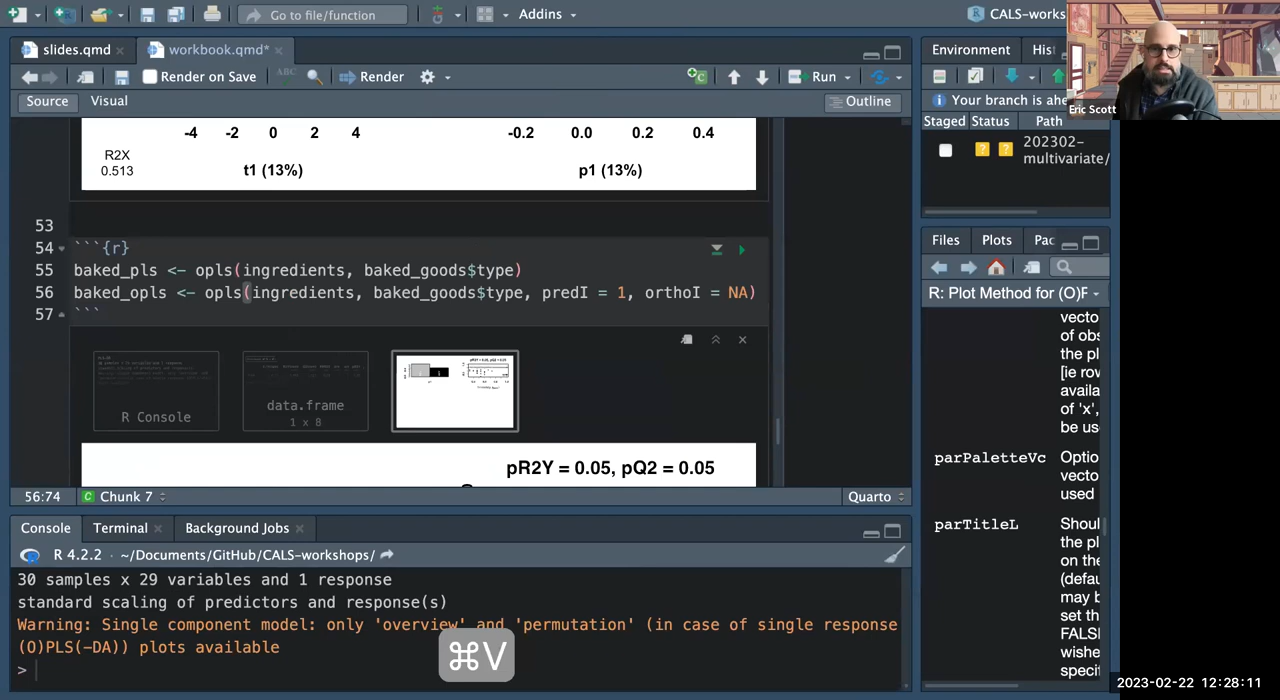 Go to file/function
Addins
CALS-works
slides.qmd
workbook.qmd*
Environment
Hist
Eric Scott
Render on Save
ABC
Render
Run
Your branch is ahe
Source
Visual
Outline
Staged
Status
Path
202302-
multivariate/
-4 -2 0 2 4
-0.2 0.0 0.2 0.4
R2X
0.513
t1 (13%)
p1 (13%)
53
54 ```{r}
55 baked_pls <- opls(ingredients, baked_goods$type)
56 baked_opls <- opls(ingredients, baked_goods$type, predI = 1, orthoI = NA)
57 ```
R Console
data.frame
1 x 8
pR2Y = 0.05, pQ2 = 0.05
56:74
Chunk 7
Quarto
Files
Plots
Pac
R: Plot Method for (O)P
vecto
of obs
the pl
[ie rov
availa
of 'x',
be us
parPaletteVc
Optio
vecto
used
parTitleL
Shoul
the pl
on the
(defau
may b
set th
FALS
wishe
specif
Console
Terminal
Background Jobs
R 4.2.2 · ~/Documents/GitHub/CALS-workshops/
30 samples x 29 variables and 1 response
standard scaling of predictors and response(s)
Warning: Single component model: only 'overview' and 'permutation' (in case of single response
(O)PLS(-DA)) plots available
>
⌘V
2023-02-22 12:28:11